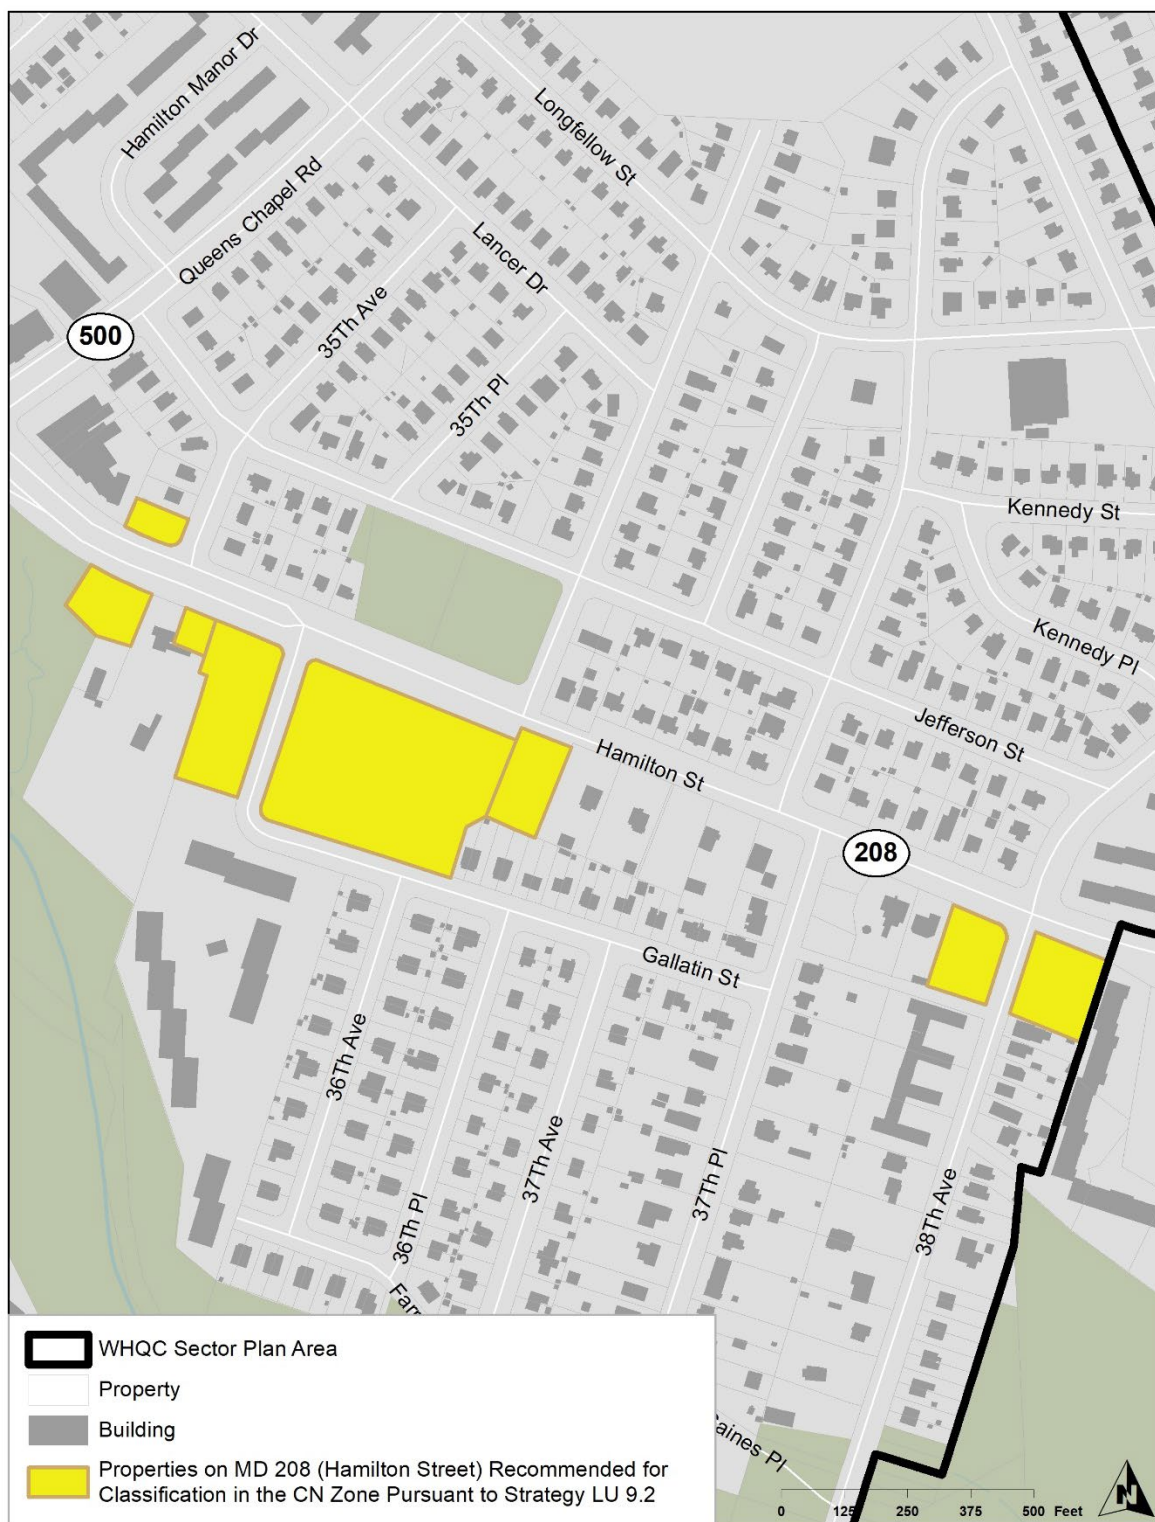 Hamilton Manor Dr
Longfellow St
Queens Chapel Rd
Lancer Dr
35Th Ave
500
35Th Pl
Kennedy St
Kennedy Pl
Jefferson St
Hamilton St
208
Gallatin St
36Th Ave
37Th Ave
37Th Pl
38Th Ave
36Th Pl
WHQC Sector Plan Area
Property
Building
Properties on MD 208 (Hamilton Street) Recommended for
Classification in the CN Zone Pursuant to Strategy LU 9.2
N
0 125 250 375 500 Feet